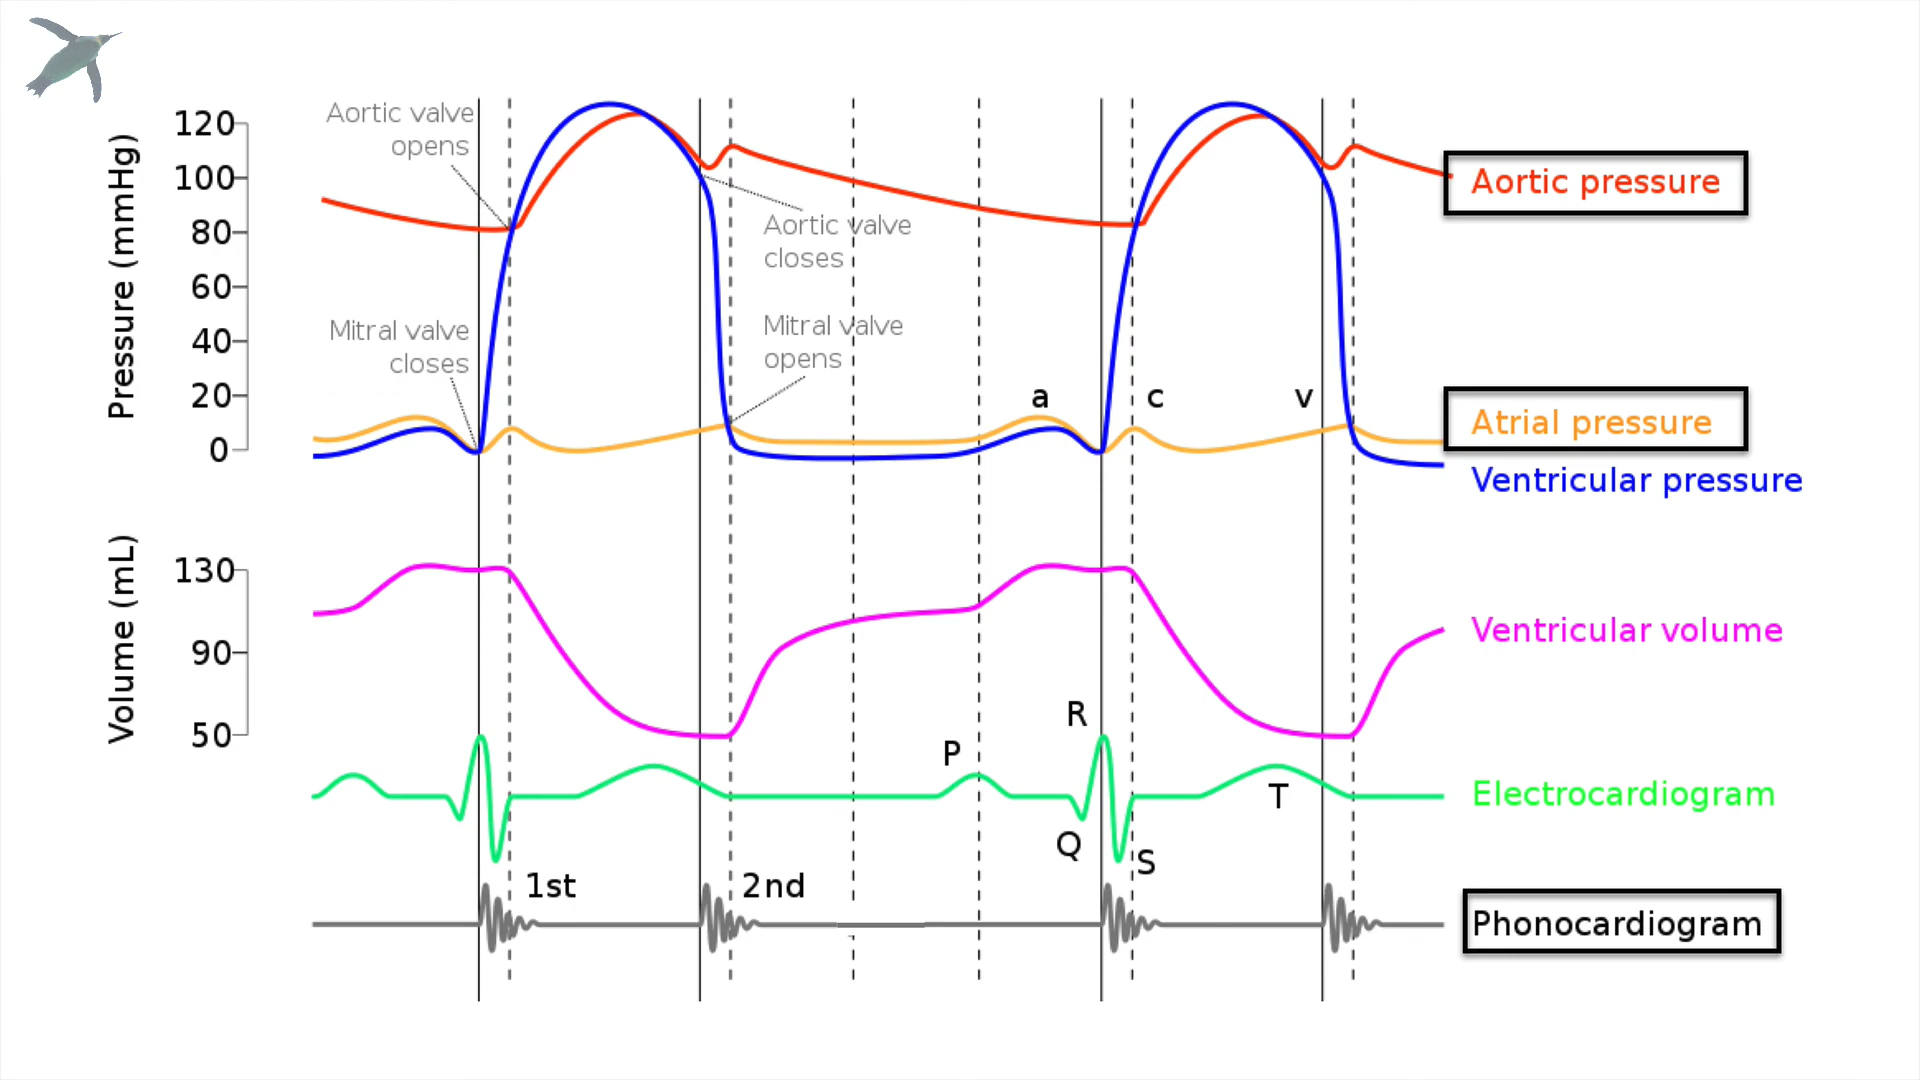 Aortic valve
opens
120
100
80
60
40
20
0
Pressure (mmHg)
Aortic valve
closes
Mitral valve
closes
Mitral valve
opens
a
c
v
Aortic pressure
Atrial pressure
Ventricular pressure
Volume (mL)
130
90
50
Ventricular volume
R
P
Q
S
T
Electrocardiogram
1st
2nd
Phonocardiogram